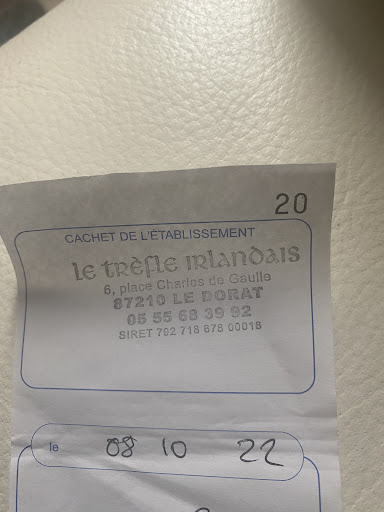 20
CACHET DE L'ÉTABLISSEMENT
Le Trèfle Irlandais
6, place Charles de Gaulle
87210 LE DORAT
05 55 68 39 92
SIRET 792 718 678 00018
le 08 10 22